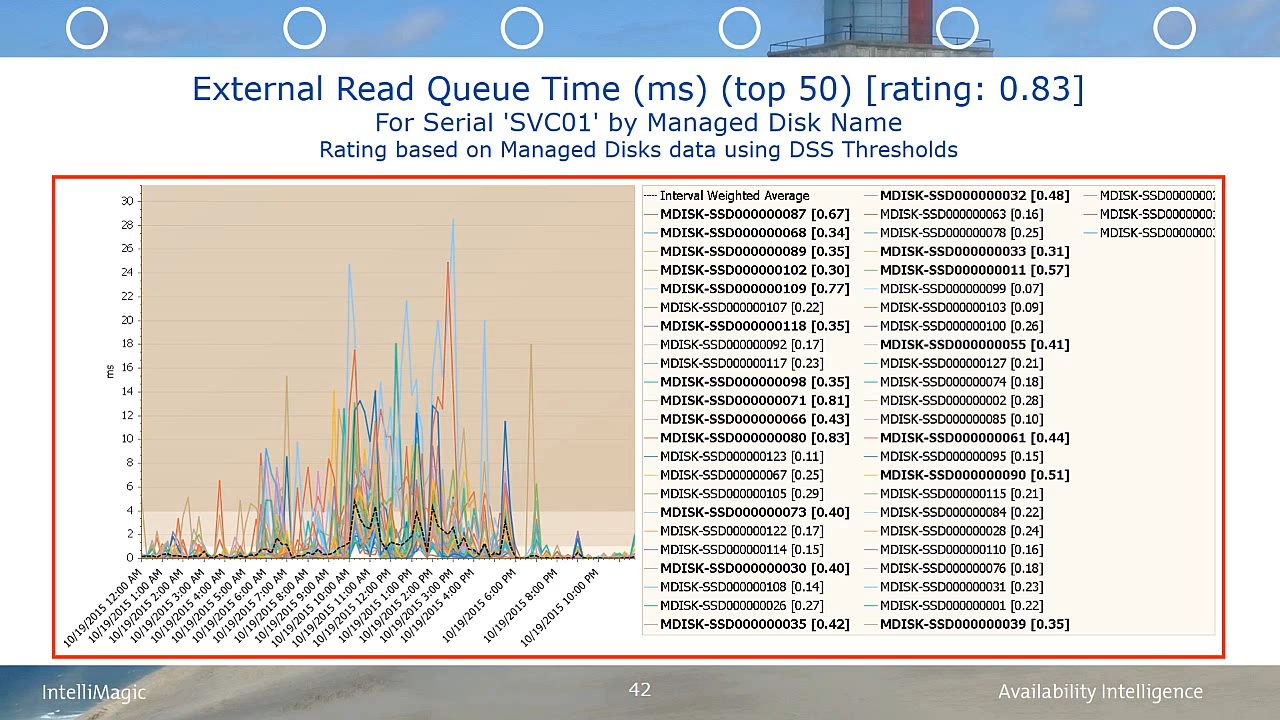 External Read Queue Time (ms) (top 50) [rating: 0.83]
For Serial 'SVC01' by Managed Disk Name
Rating based on Managed Disks data using DSS Thresholds
30
28
26
24
22
20
18
16
14
12
10
8
6
4
2
0
ms
10/19/2015 12:00 AM
10/19/2015 1:00 AM
10/19/2015 2:00 AM
10/19/2015 3:00 AM
10/19/2015 4:00 AM
10/19/2015 5:00 AM
10/19/2015 6:00 AM
10/19/2015 7:00 AM
10/19/2015 8:00 AM
10/19/2015 9:00 AM
10/19/2015 10:00 AM
10/19/2015 11:00 AM
10/19/2015 12:00 PM
10/19/2015 1:00 PM
10/19/2015 2:00 PM
10/19/2015 3:00 PM
10/19/2015 4:00 PM
10/19/2015 6:00 PM
10/19/2015 8:00 PM
10/19/2015 10:00 PM
Interval Weighted Average
MDISK-SSD000000087 [0.67]
MDISK-SSD000000068 [0.34]
MDISK-SSD000000089 [0.35]
MDISK-SSD000000102 [0.30]
MDISK-SSD000000109 [0.77]
MDISK-SSD000000107 [0.22]
MDISK-SSD000000118 [0.35]
MDISK-SSD000000092 [0.17]
MDISK-SSD000000117 [0.23]
MDISK-SSD000000098 [0.35]
MDISK-SSD000000071 [0.81]
MDISK-SSD000000066 [0.43]
MDISK-SSD000000080 [0.83]
MDISK-SSD000000123 [0.11]
MDISK-SSD000000067 [0.25]
MDISK-SSD000000105 [0.29]
MDISK-SSD000000073 [0.40]
MDISK-SSD000000122 [0.17]
MDISK-SSD000000114 [0.15]
MDISK-SSD000000030 [0.40]
MDISK-SSD000000108 [0.14]
MDISK-SSD000000026 [0.27]
MDISK-SSD000000035 [0.42]
MDISK-SSD000000032 [0.48]
MDISK-SSD000000063 [0.16]
MDISK-SSD000000078 [0.25]
MDISK-SSD000000033 [0.31]
MDISK-SSD000000011 [0.57]
MDISK-SSD000000099 [0.07]
MDISK-SSD000000103 [0.09]
MDISK-SSD000000100 [0.26]
MDISK-SSD000000055 [0.41]
MDISK-SSD000000127 [0.21]
MDISK-SSD000000074 [0.18]
MDISK-SSD000000002 [0.28]
MDISK-SSD000000085 [0.10]
MDISK-SSD000000061 [0.44]
MDISK-SSD000000095 [0.15]
MDISK-SSD000000090 [0.51]
MDISK-SSD000000115 [0.21]
MDISK-SSD000000084 [0.22]
MDISK-SSD000000028 [0.24]
MDISK-SSD000000110 [0.16]
MDISK-SSD000000076 [0.18]
MDISK-SSD000000031 [0.23]
MDISK-SSD000000001 [0.22]
MDISK-SSD000000039 [0.35]
IntelliMagic
42
Availability Intelligence